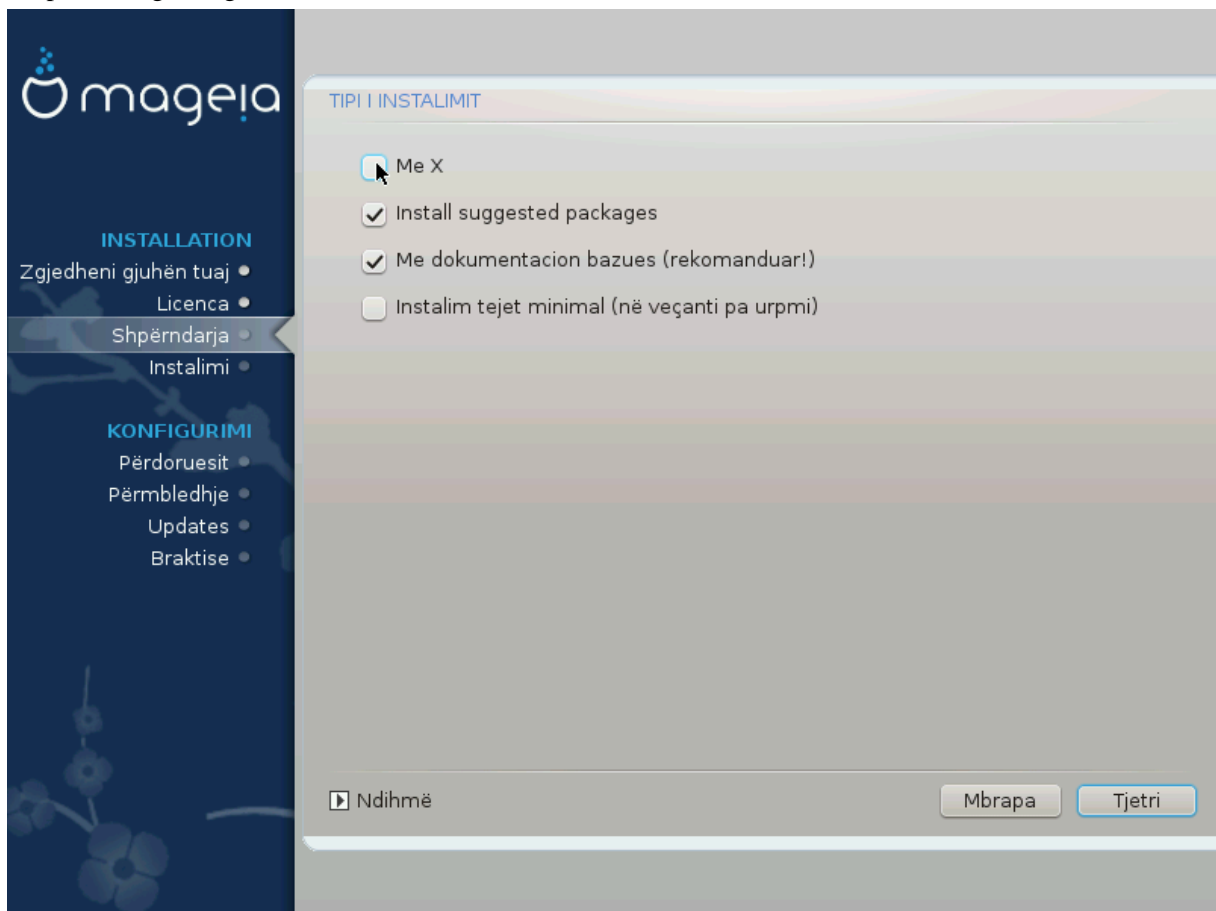 mageia
INSTALLATION
Zgjedheni gjuhën tuaj
Licenca
Shpërndarja
Instalimi
KONFIGURIMI
Përdoruesit
Përmbledhje
Updates
Braktise
TIPI I INSTALIMIT
Me X
Install suggested packages
Me dokumentacion bazues (rekomanduar!)
Instalim tejet minimal (në veçanti pa urpmi)
Ndihmë
Mbrapa
Tjetri